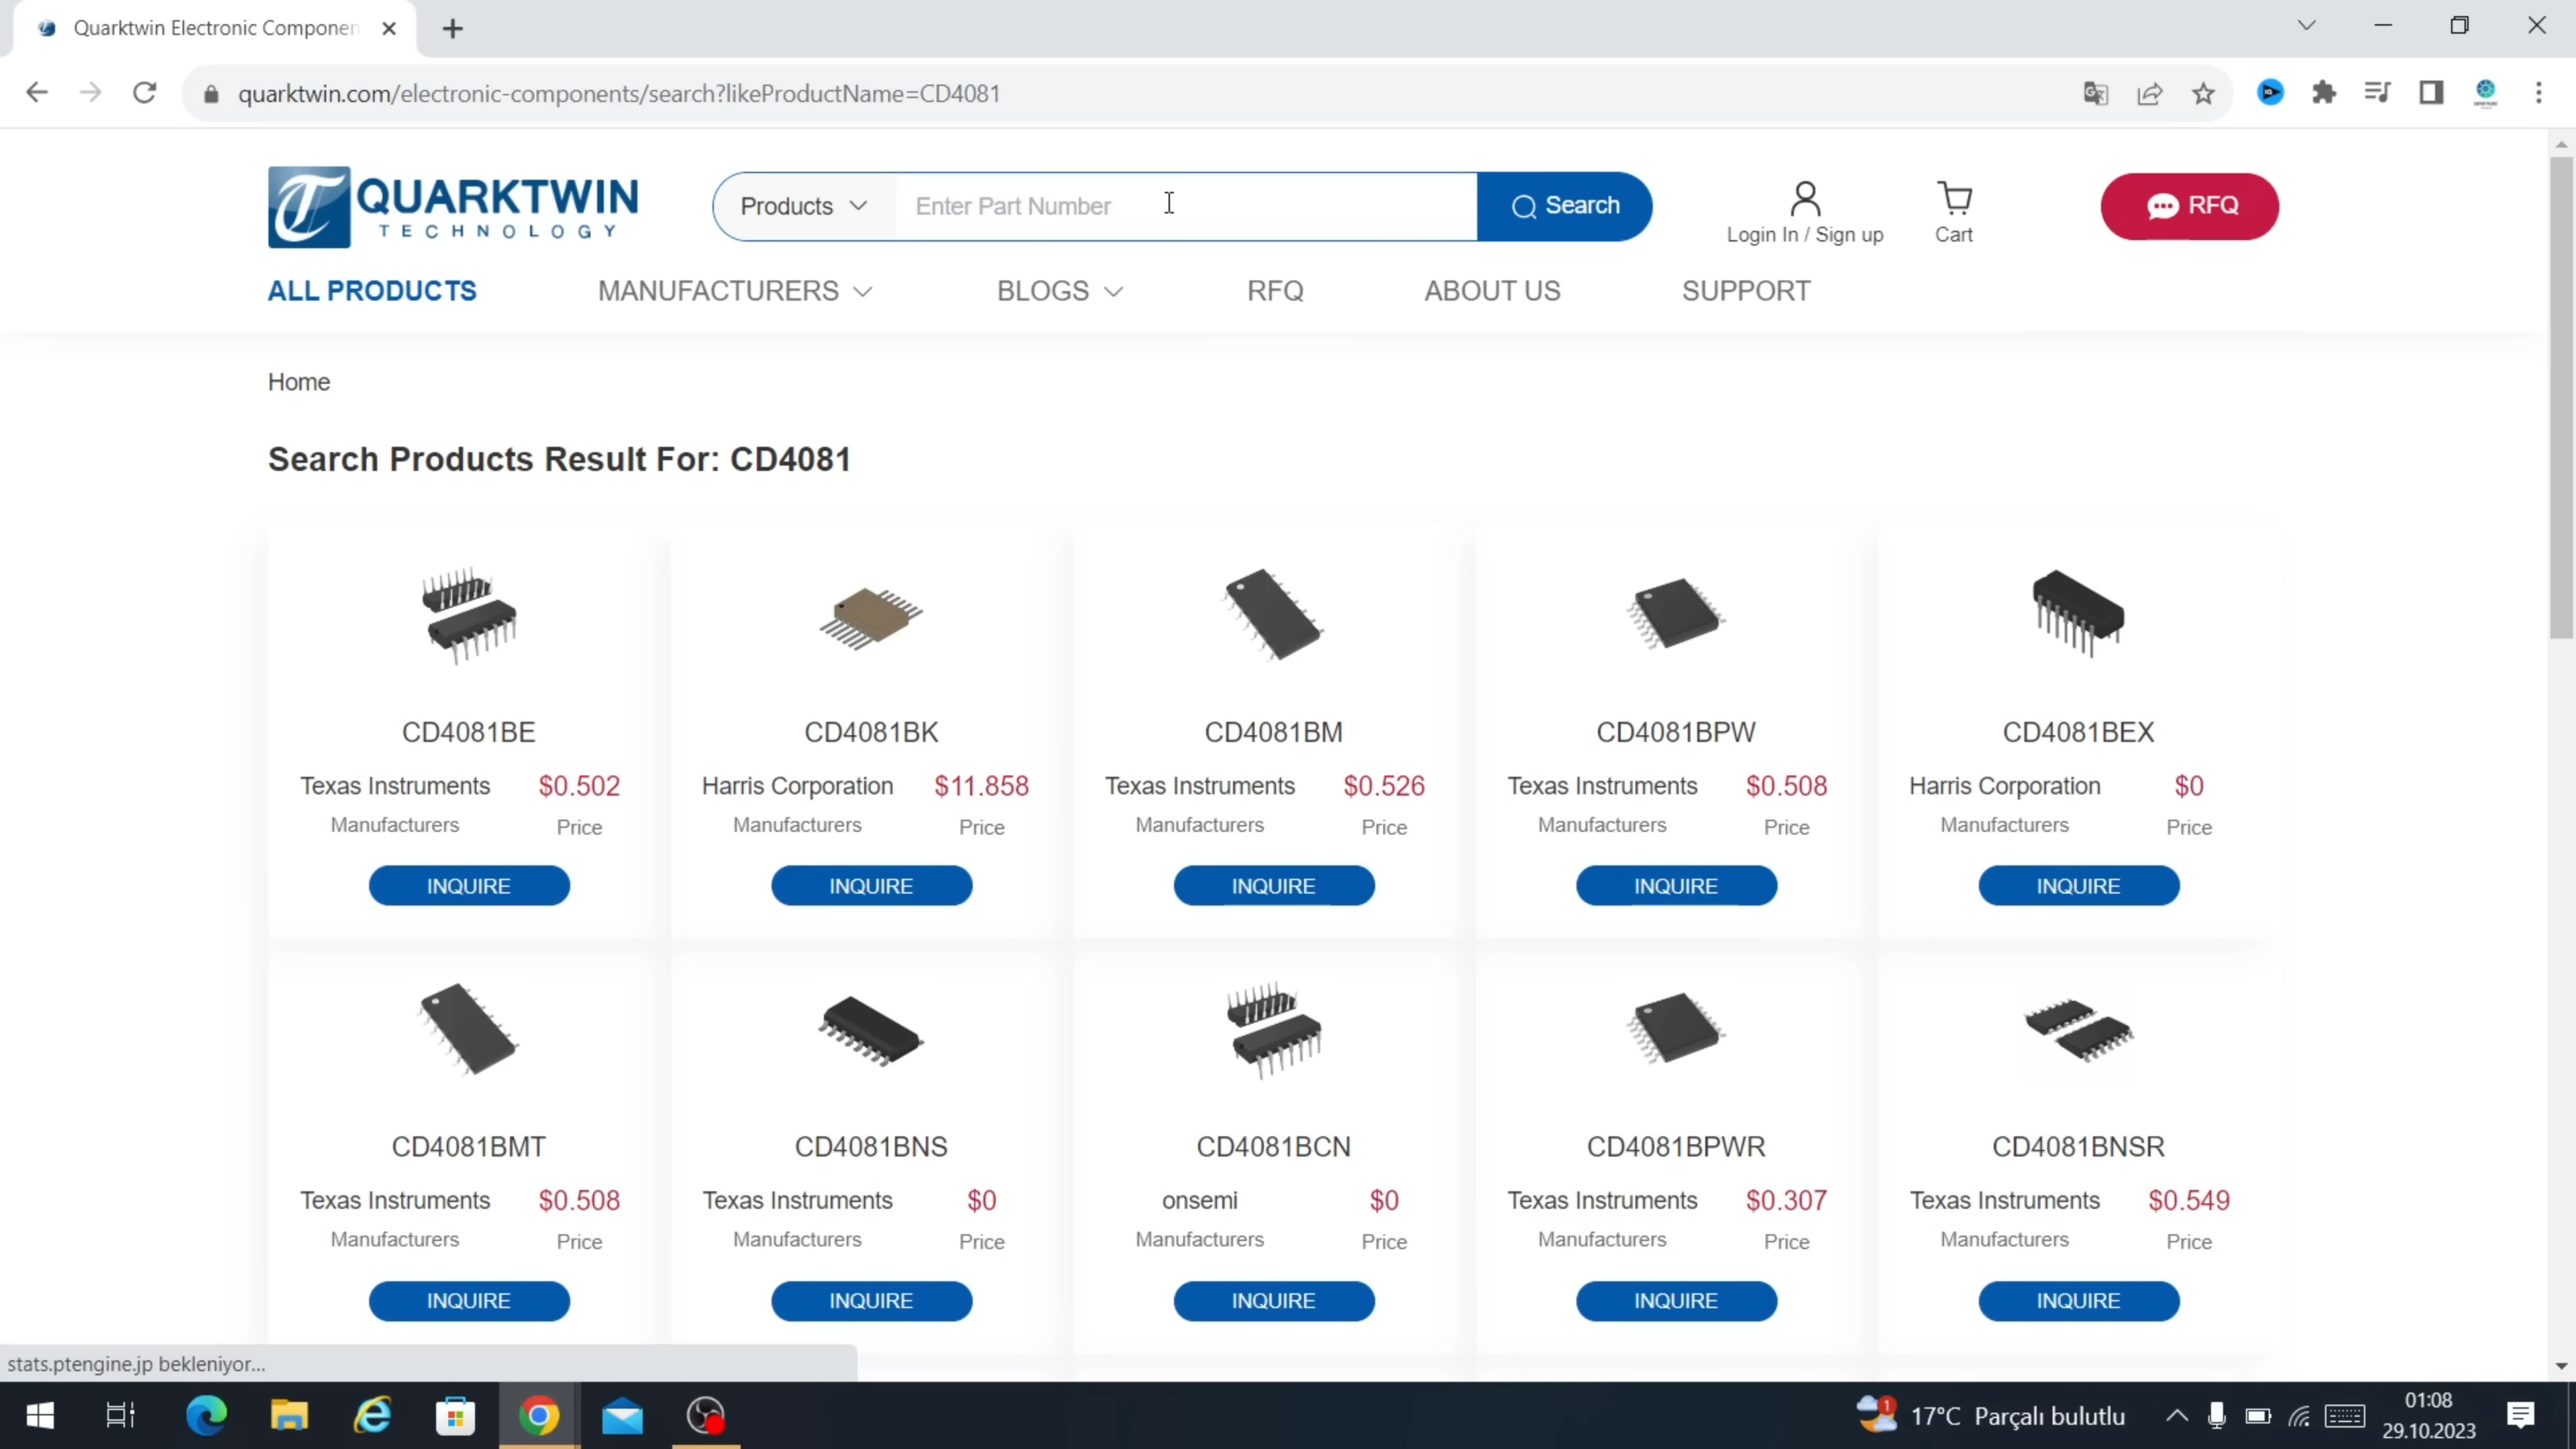 Quarktwin Electronic Componen
quarktwin.com/electronic-components/search?likeProductName=CD4081
QUARKTWIN
TECHNOLOGY
Products
Enter Part Number
Search
Login In / Sign up
Cart
RFQ
ALL PRODUCTS
MANUFACTURERS
BLOGS
RFQ
ABOUT US
SUPPORT
Home
Search Products Result For: CD4081
CD4081BE
CD4081BK
CD4081BM
CD4081BPW
CD4081BEX
Texas Instruments $0.502
Harris Corporation $11.858
Texas Instruments $0.526
Texas Instruments $0.508
Harris Corporation $0
Manufacturers Price
Manufacturers Price
Manufacturers Price
Manufacturers Price
Manufacturers Price
INQUIRE
INQUIRE
INQUIRE
INQUIRE
INQUIRE
CD4081BMT
CD4081BNS
CD4081BCN
CD4081BPWR
CD4081BNSR
Texas Instruments $0.508
Texas Instruments $0
onsemi $0
Texas Instruments $0.307
Texas Instruments $0.549
Manufacturers Price
Manufacturers Price
Manufacturers Price
Manufacturers Price
Manufacturers Price
INQUIRE
INQUIRE
INQUIRE
INQUIRE
INQUIRE
stats.ptengine.jp bekleniyor...
1
17°C Parçalı bulutlu
01:08
29.10.2023